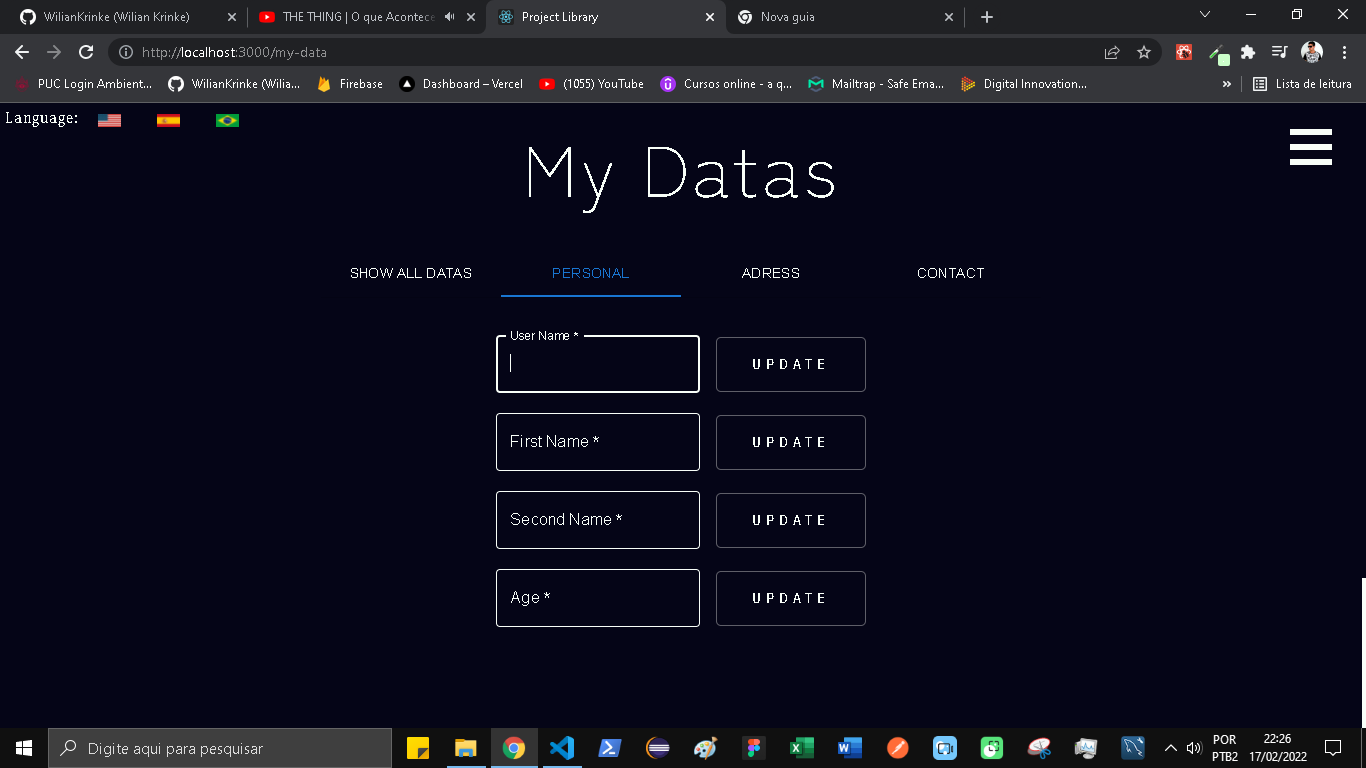 WilianKrinke (Wilian Krinke)
THE THING | O que Acontece
Project Library
Nova guia
http://localhost:3000/my-data
PUC Login Ambient...
WilianKrinke (Wilia...
Firebase
Dashboard – Vercel
(1055) YouTube
Cursos online - a q...
Mailtrap - Safe Ema...
Digital Innovation...
»
Lista de leitura
Language:
My Datas
SHOW ALL DATAS
PERSONAL
ADRESS
CONTACT
User Name *
UPDATE
First Name *
UPDATE
Second Name *
UPDATE
Age *
UPDATE
Digite aqui para pesquisar
POR
PTB2
22:26
17/02/2022